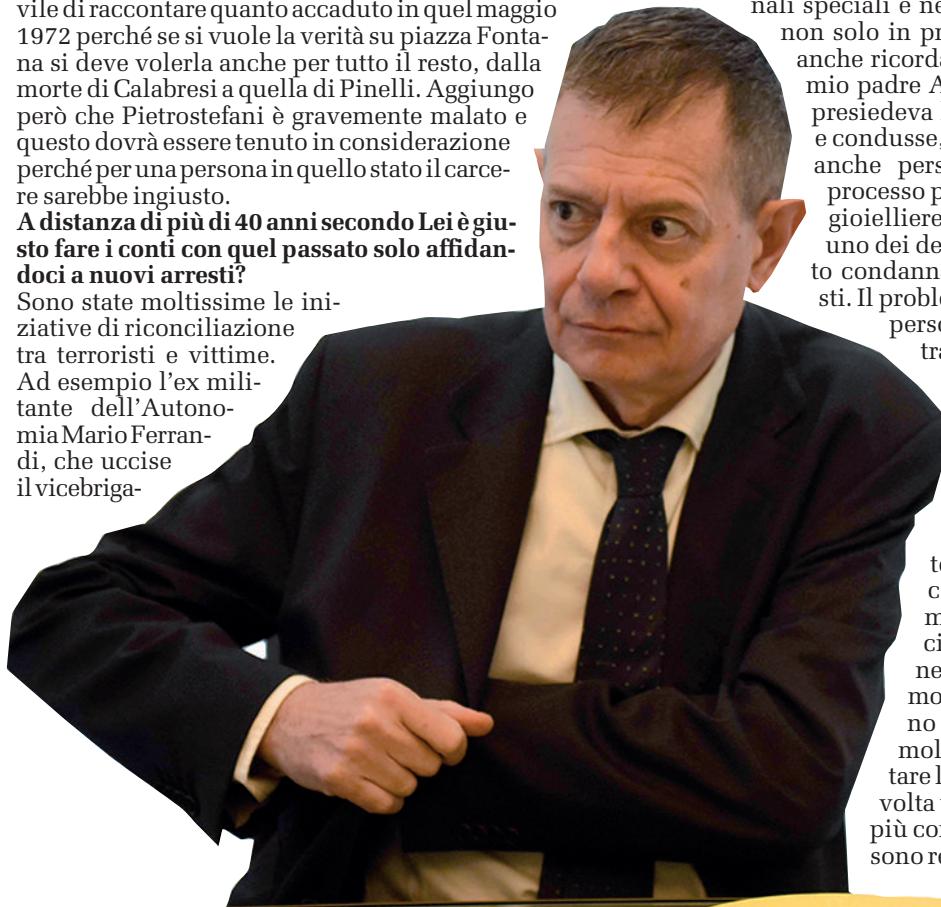 vile di raccontare quanto accaduto in quel maggio
1972 perché se si vuole la verità su piazza Fonta-
na si deve volerla anche per tutto il resto, dalla
morte di Calabresi a quella di Pinelli. Aggiungo
però che Pietrostefani è gravemente malato e
questo dovrà essere tenuto in considerazione
perché per una persona in quello stato il carce-
re sarebbe ingiusto.
A distanza di più di 40 anni secondo Lei è giu-
sto fare i conti con quel passato solo affidan-
doci a nuovi arresti?
Sono state moltissime le ini-
ziative di riconciliazione
tra terroristi e vittime.
Ad esempio l'ex mili-
tante dell'Autono-
mia Mario Ferran-
di, che uccise
il vicebriga-
nali speciali e ne
non solo in pr
anche ricorda
mio padre A
presiedeva
e condusse,
anche pers
processo p
gioielliere
uno dei de
to condann
sti. Il proble
perso
tra
te
c
m
ci
ne
mo
no
mol
tare l
volta
più co
sono re